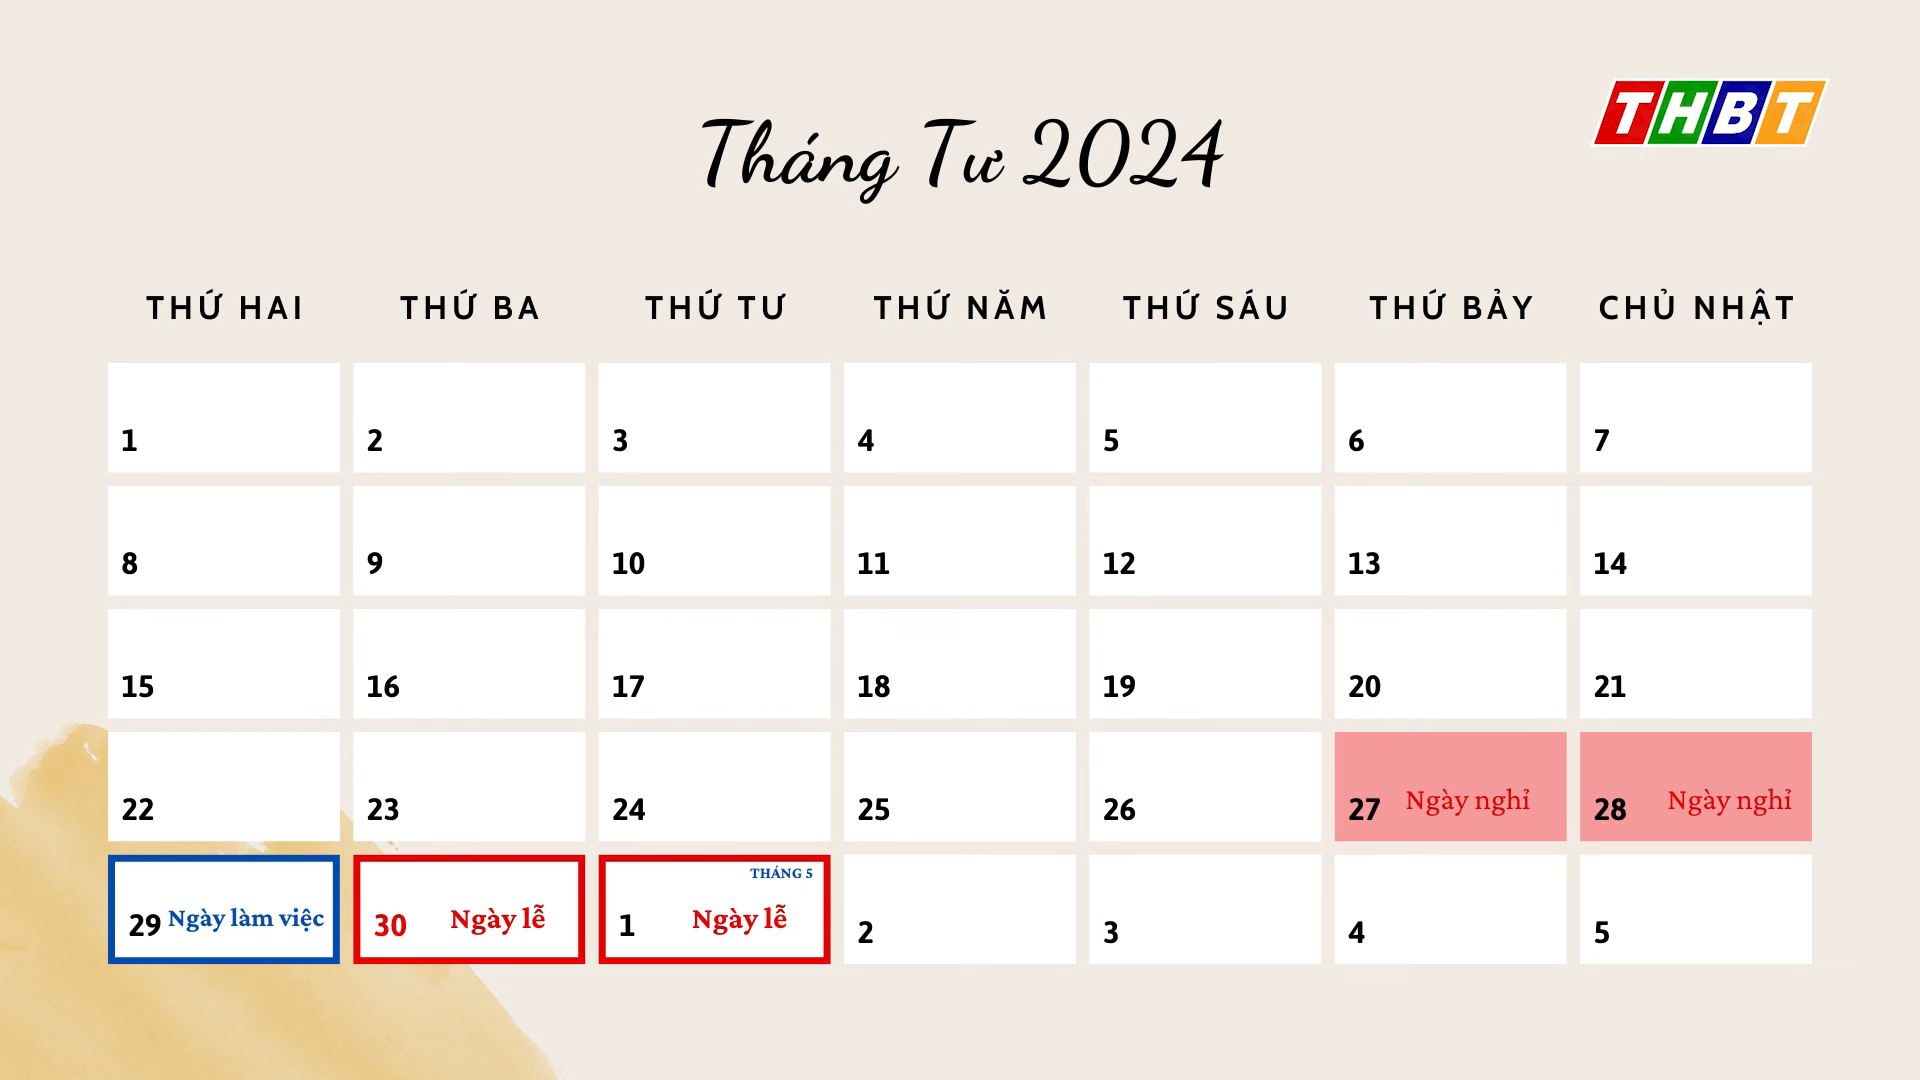 THBT
Tháng Tư 2024
THỨ HAI THỨ BA THỨ TƯ THỨ NĂM THỨ SÁU THỨ BẢY CHỦ NHẬT
1 2 3 4 5 6 7
8 9 10 11 12 13 14
15 16 17 18 19 20 21
22 23 24 25 26 27 Ngày nghỉ 28 Ngày nghỉ
THÁNG 5
29 Ngày làm việc 30 Ngày lễ 1 Ngày lễ 2 3 4 5